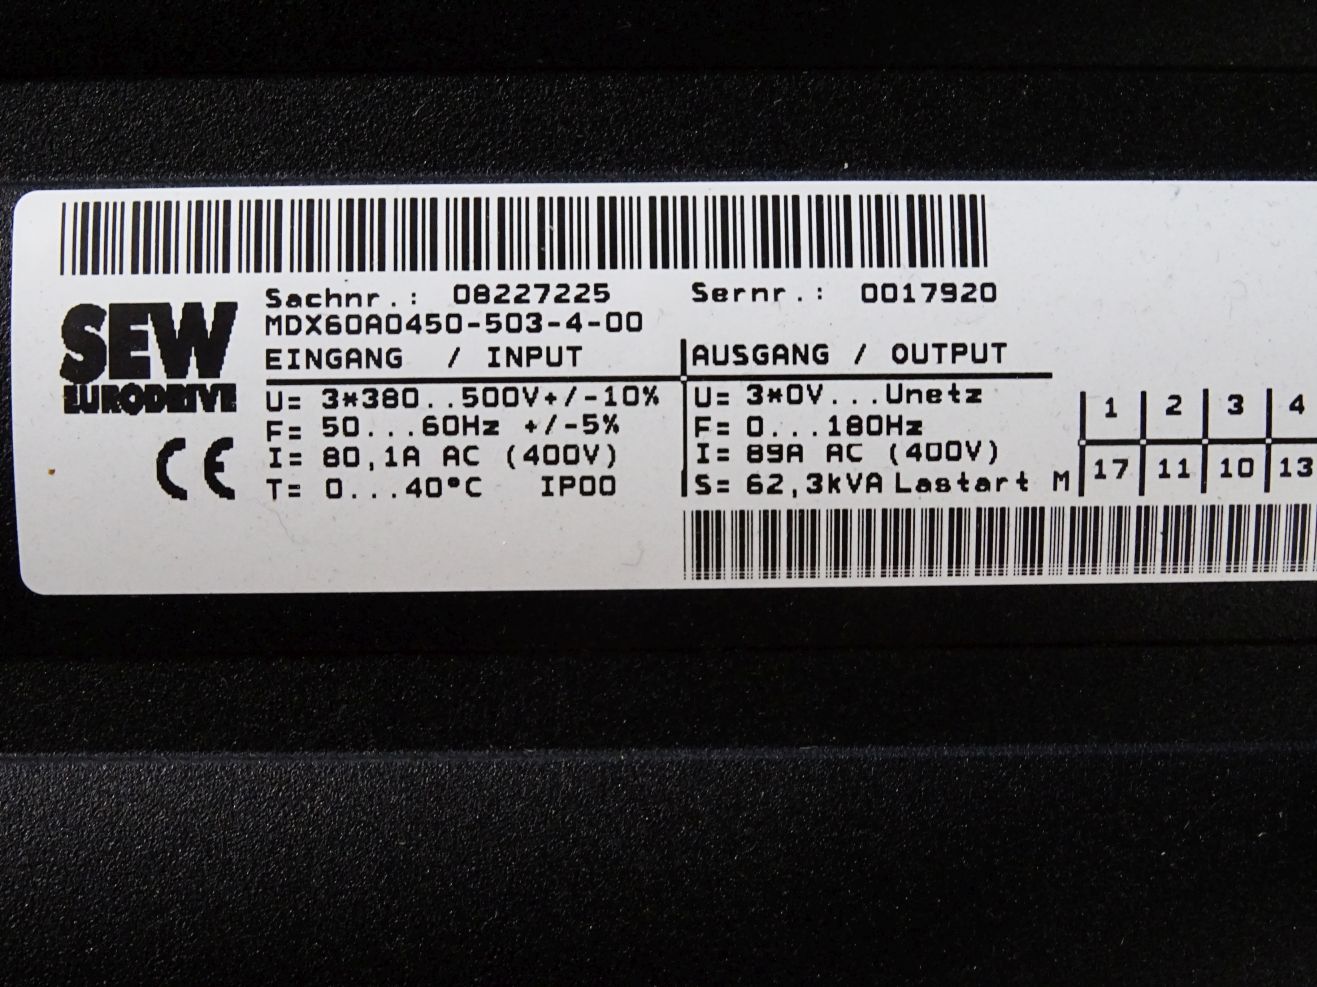 Sachnr.: 08227225 Sernr.: 0017920
MDX60A0450-503-4-00
EINGANG / INPUT
AUSGANG / OUTPUT
U= 3*380..500V+/-10%
F= 50...60Hz +/-5%
I= 80,1A AC (400V)
T= 0...40°C IP00
U= 3*0V...Unetz
F= 0...180Hz
I= 89A AC (400V)
S= 62,3kVA Lastart M
1 2 3 4
17 11 10 13
SEW
EURODRIVE
CE